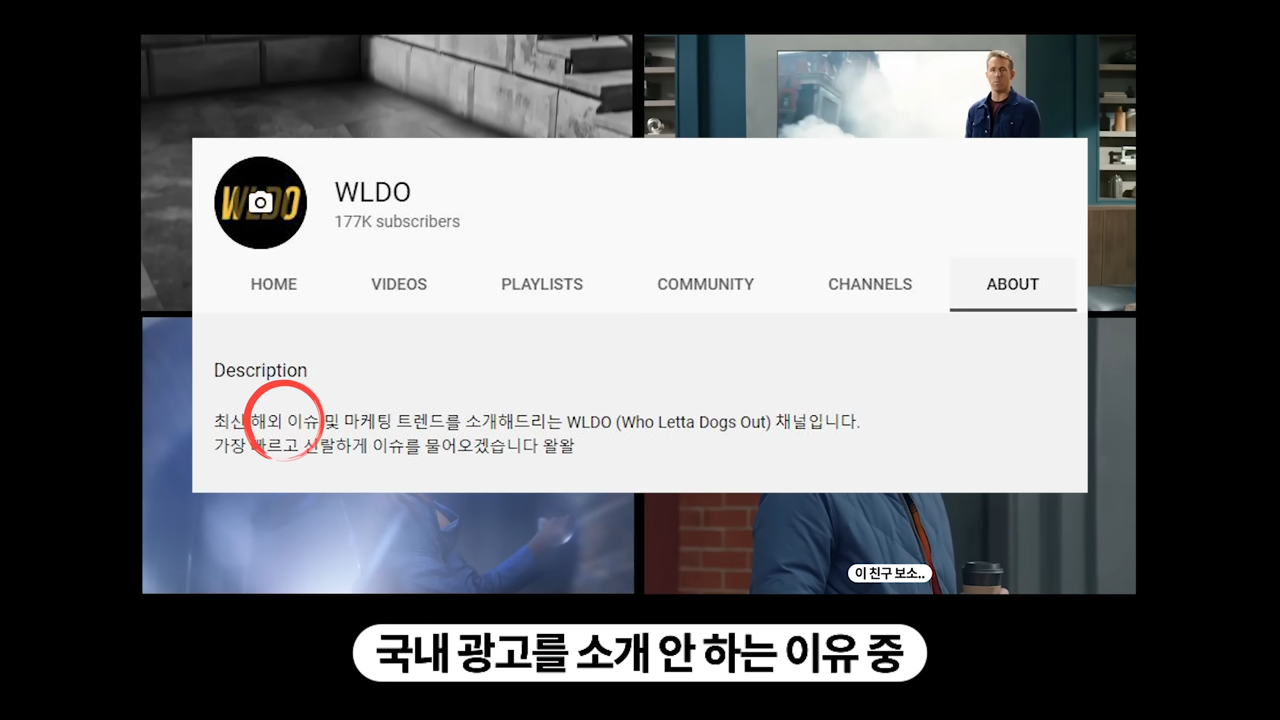 WLDO
WLDO
177K subscribers
HOME VIDEOS PLAYLISTS COMMUNITY CHANNELS ABOUT
Description
최신 해외 이슈 및 마케팅 트렌드를 소개해드리는 WLDO (Who Letta Dogs Out) 채널입니다.
가장 빠르고 신랄하게 이슈를 물어오겠습니다 왈왈
이 친구 보소..
국내 광고를 소개 안 하는 이유 중